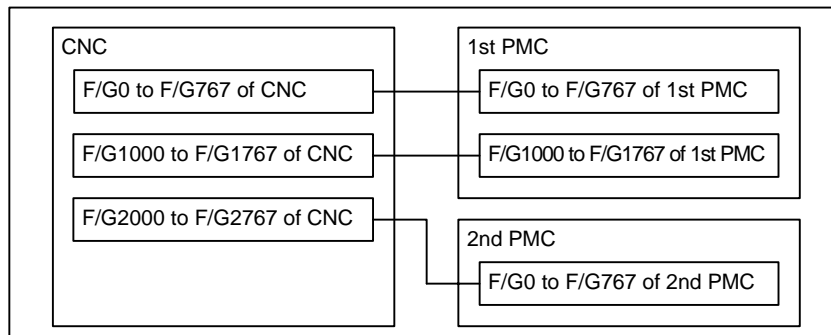 CNC
F/G0 to F/G767 of CNC
F/G1000 to F/G1767 of CNC
F/G2000 to F/G2767 of CNC
1st PMC
F/G0 to F/G767 of 1st PMC
F/G1000 to F/G1767 of 1st PMC
2nd PMC
F/G0 to F/G767 of 2nd PMC